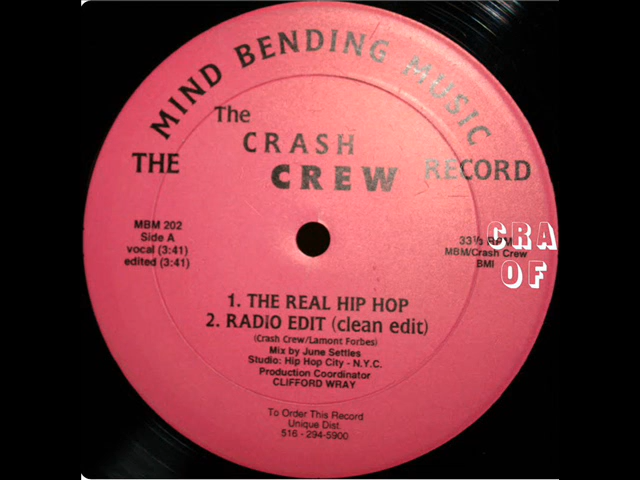 THE MIND BENDING MUSIC RECORD
The
CRASH
CREW
MBM 202
Side A
vocal (3:41)
edited (3:41)
33⅓ RPM
MBM/Crash Crew
BMI
CRA
OF
1. THE REAL HIP HOP
2. RADIO EDIT (clean edit)
(Crash Crew/Lamont Forbes)
Mix by June Settles
Studio: Hip Hop City - N.Y.C.
Production Coordinator
CLIFFORD WRAY
To Order This Record
Unique Dist.
516 - 294-5900